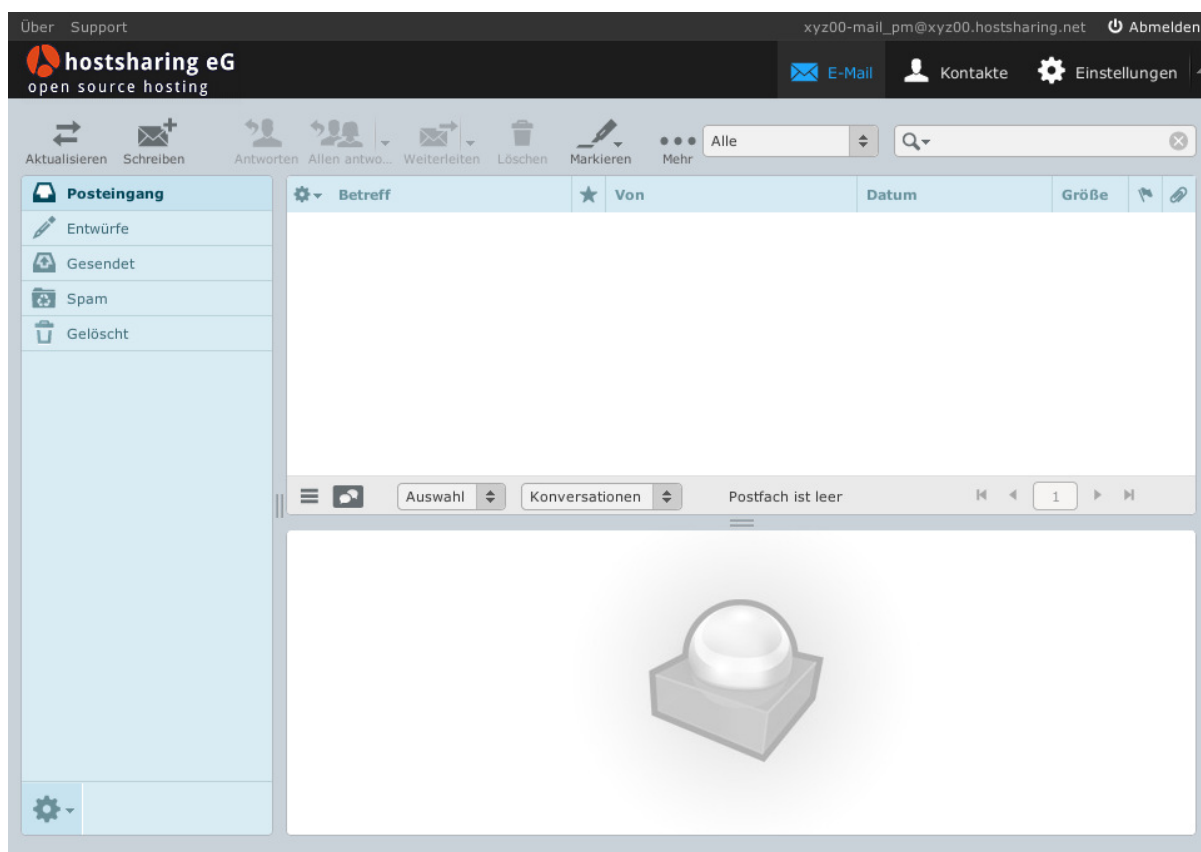 Über Support xyz00-mail_pm@xyz00.hostsharing.net Abmelden
hostsharing eG
open source hosting
E-Mail Kontakte Einstellungen
Aktualisieren Schreiben Antworten Allen antwo... Weiterleiten Löschen Markieren Mehr Alle
Posteingang
Entwürfe
Gesendet
Spam
Gelöscht
Betreff Von Datum Größe
Auswahl Konversationen Postfach ist leer 1